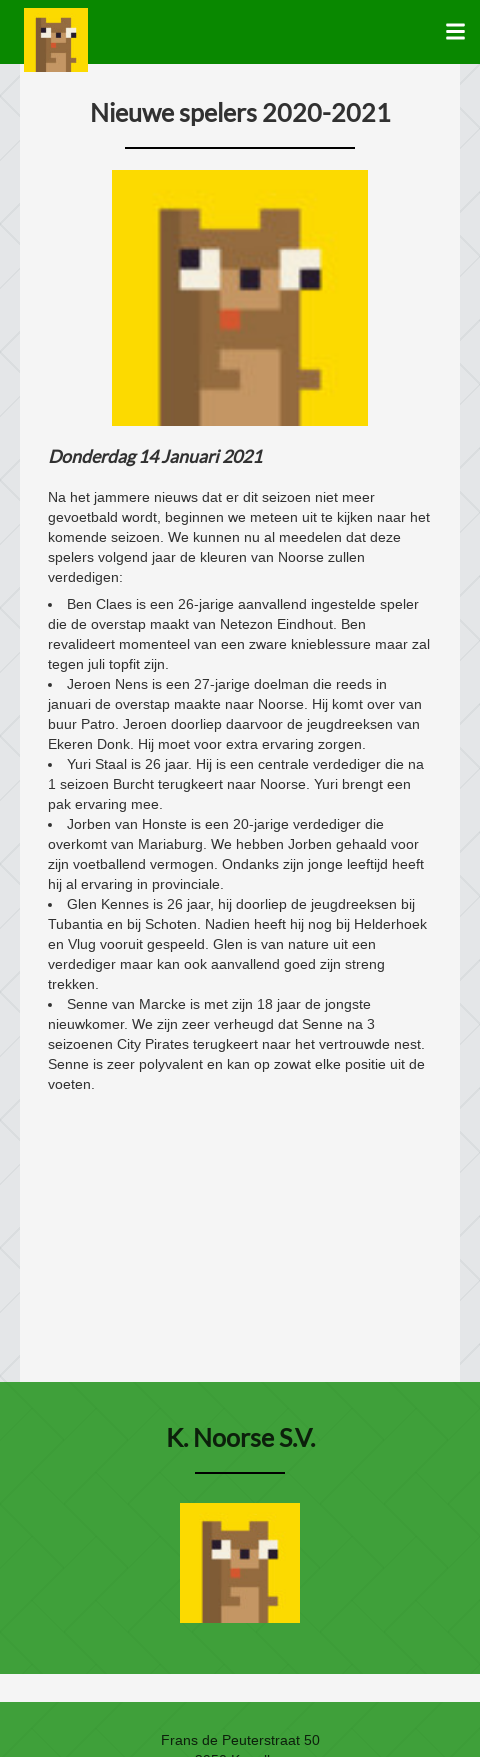 Nieuwe spelers 2020-2021
Donderdag 14 Januari 2021
Na het jammere nieuws dat er dit seizoen niet meer
gevoetbald wordt, beginnen we meteen uit te kijken naar het
komende seizoen. We kunnen nu al meedelen dat deze
spelers volgend jaar de kleuren van Noorse zullen
verdedigen:
• Ben Claes is een 26-jarige aanvallend ingestelde speler
die de overstap maakt van Netezon Eindhout. Ben
revalideert momenteel van een zware knieblessure maar zal
tegen juli topfit zijn.
• Jeroen Nens is een 27-jarige doelman die reeds in
januari de overstap maakte naar Noorse. Hij komt over van
buur Patro. Jeroen doorliep daarvoor de jeugdreeksen van
Ekeren Donk. Hij moet voor extra ervaring zorgen.
• Yuri Staal is 26 jaar. Hij is een centrale verdediger die na
1 seizoen Burcht terugkeert naar Noorse. Yuri brengt een
pak ervaring mee.
• Jorben van Honste is een 20-jarige verdediger die
overkomt van Mariaburg. We hebben Jorben gehaald voor
zijn voetballend vermogen. Ondanks zijn jonge leeftijd heeft
hij al ervaring in provinciale.
• Glen Kennes is 26 jaar, hij doorliep de jeugdreeksen bij
Tubantia en bij Schoten. Nadien heeft hij nog bij Helderhoek
en Vlug vooruit gespeeld. Glen is van nature uit een
verdediger maar kan ook aanvallend goed zijn streng
trekken.
• Senne van Marcke is met zijn 18 jaar de jongste
nieuwkomer. We zijn zeer verheugd dat Senne na 3
seizoenen City Pirates terugkeert naar het vertrouwde nest.
Senne is zeer polyvalent en kan op zowat elke positie uit de
voeten.
K. Noorse S.V.
Frans de Peuterstraat 50